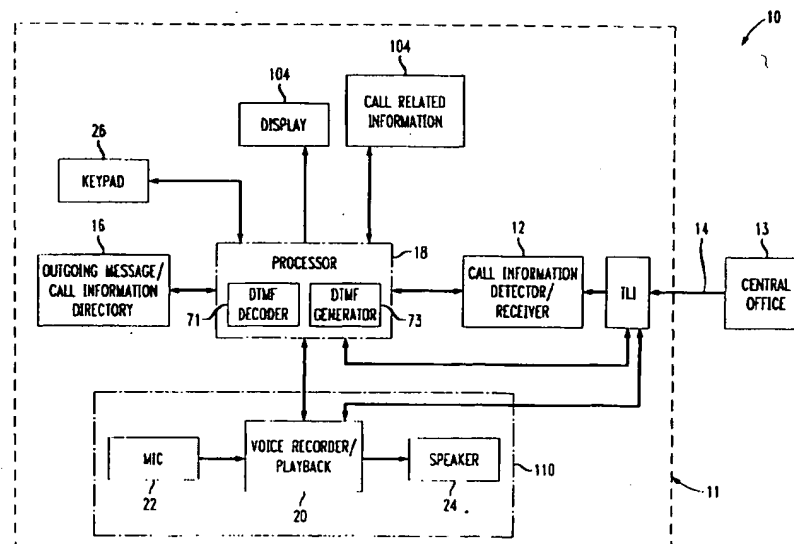 10
104
104
DISPLAY
CALL RELATED
INFORMATION
26
KEYPAD
16
OUTGOING MESSAGE/
CALL INFORMATION
DIRECTORY
18
PROCESSOR
DTMF
DECODER
DTMF
GENERATOR
71
73
12
CALL INFORMATION
DETECTOR/
RECEIVER
TLI
14
13
CENTRAL
OFFICE
MIC
22
VOICE RECORDER/
PLAYBACK
20
SPEAKER
24
110
11